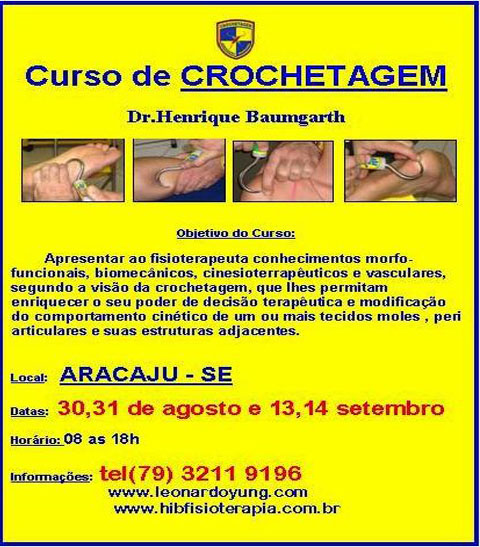 CROCHETAGEM
Curso de CROCHETAGEM
Dr.Henrique Baumgarth
Objetivo do Curso:
Apresentar ao fisioterapeuta conhecimentos morfo-
funcionais, biomecânicos, cinesioterrapêuticos e vasculares,
segundo a visão da crochetagem, que lhes permitam
enriquecer o seu poder de decisão terapêutica e modificação
do comportamento cinético de um ou mais tecidos moles , peri
articulares e suas estruturas adjacentes.
Local: ARACAJU - SE
Datas: 30,31 de agosto e 13,14 setembro
Horário: 08 as 18h
Informações: tel(79) 3211 9196
www.leonardoyung.com
www.hibfisioterapia.com.br